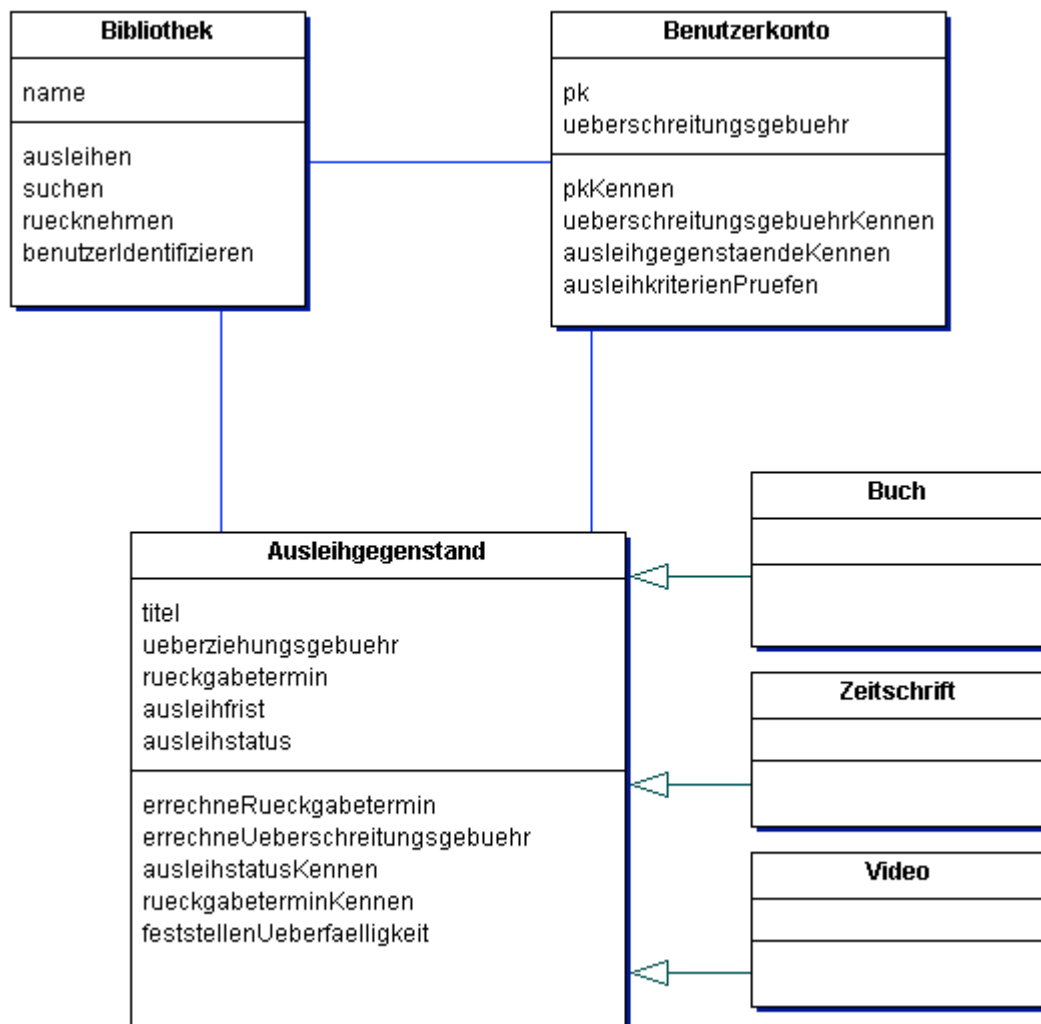 Bibliothek
name
ausleihen
suchen
ruecknehmen
benutzerIdentifizieren
Benutzerkonto
pk
ueberschreitungsgebuehr
pkKennen
ueberschreitungsgebuehrKennen
ausleihgegenstaendeKennen
ausleihkriterienPruefen
Ausleihgegenstand
titel
ueberziehungsgebuehr
rueckgabetermin
ausleihfrist
ausleihstatus
errechneRueckgabetermin
errechneUeberschreitungsgebuehr
ausleihstatusKennen
rueckgabeterminKennen
feststellenUeberfaelligkeit
Buch
Zeitschrift
Video